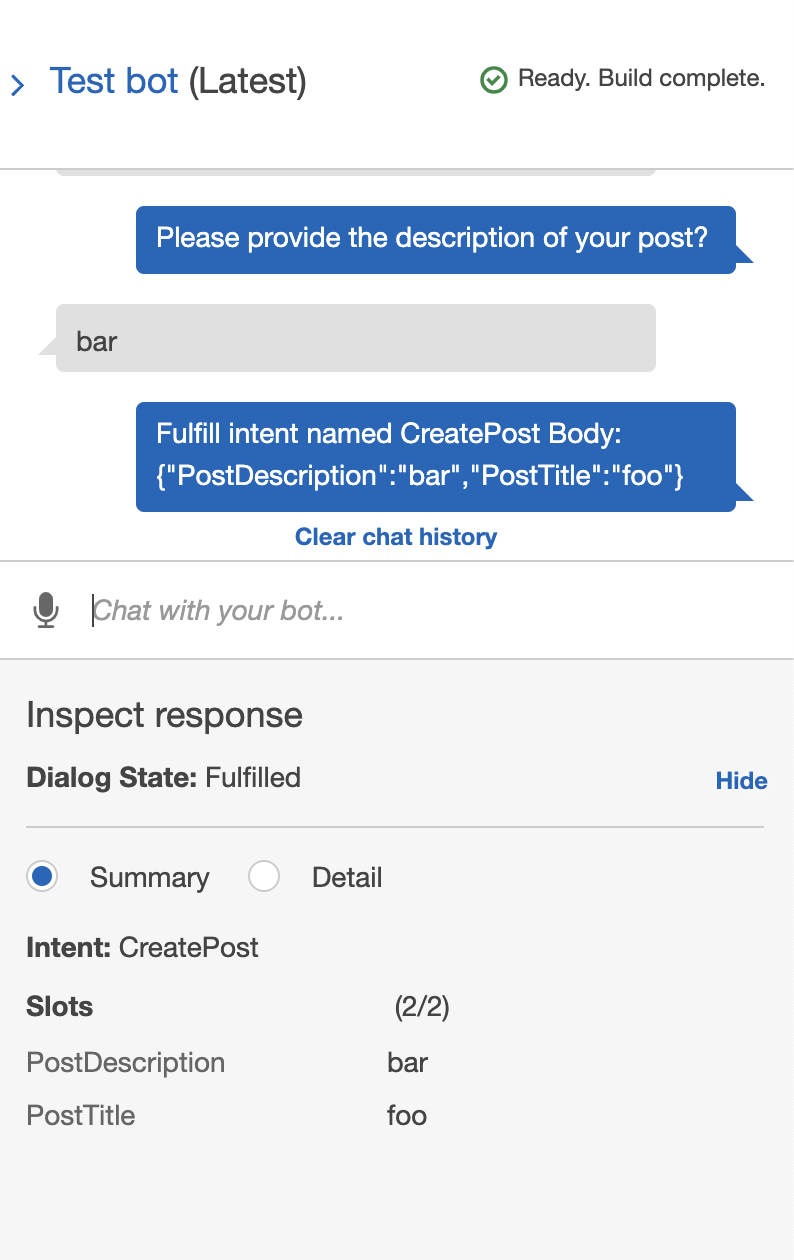 Test bot (Latest)
Ready. Build complete.
Please provide the description of your post?
bar
Fulfill intent named CreatePost Body:
{"PostDescription":"bar","PostTitle":"foo"}
Clear chat history
Chat with your bot...
Inspect response
Dialog State: Fulfilled
Hide
Summary
Detail
Intent: CreatePost
Slots (2/2)
PostDescription bar
PostTitle foo